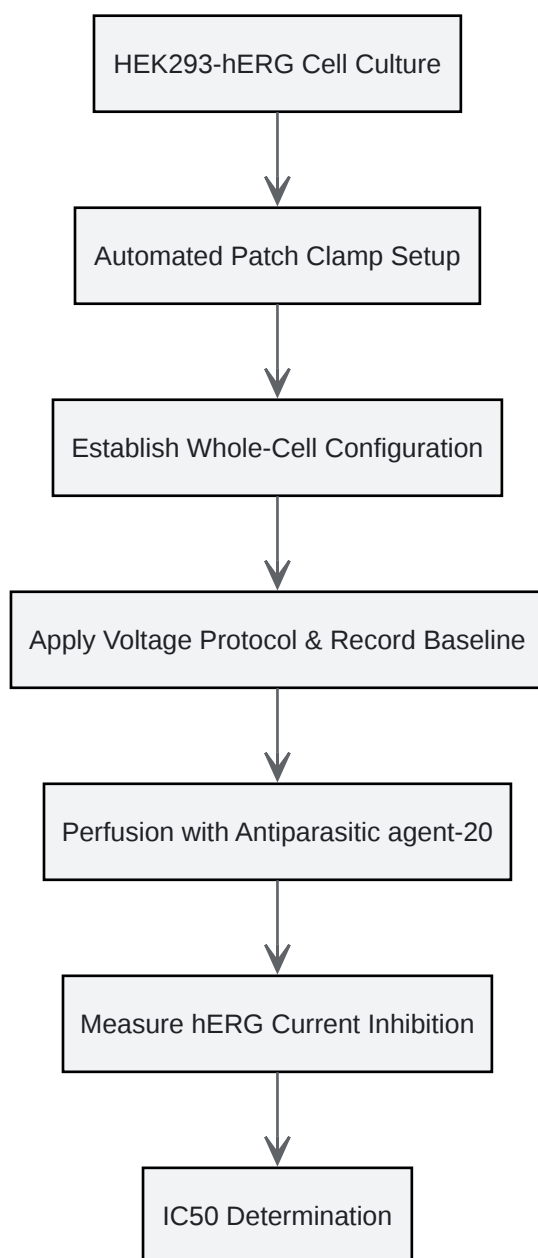 HEK293-hERG Cell Culture
Automated Patch Clamp Setup
Establish Whole-Cell Configuration
Apply Voltage Protocol & Record Baseline
Perfusion with Antiparasitic agent-20
Measure hERG Current Inhibition
IC50 Determination